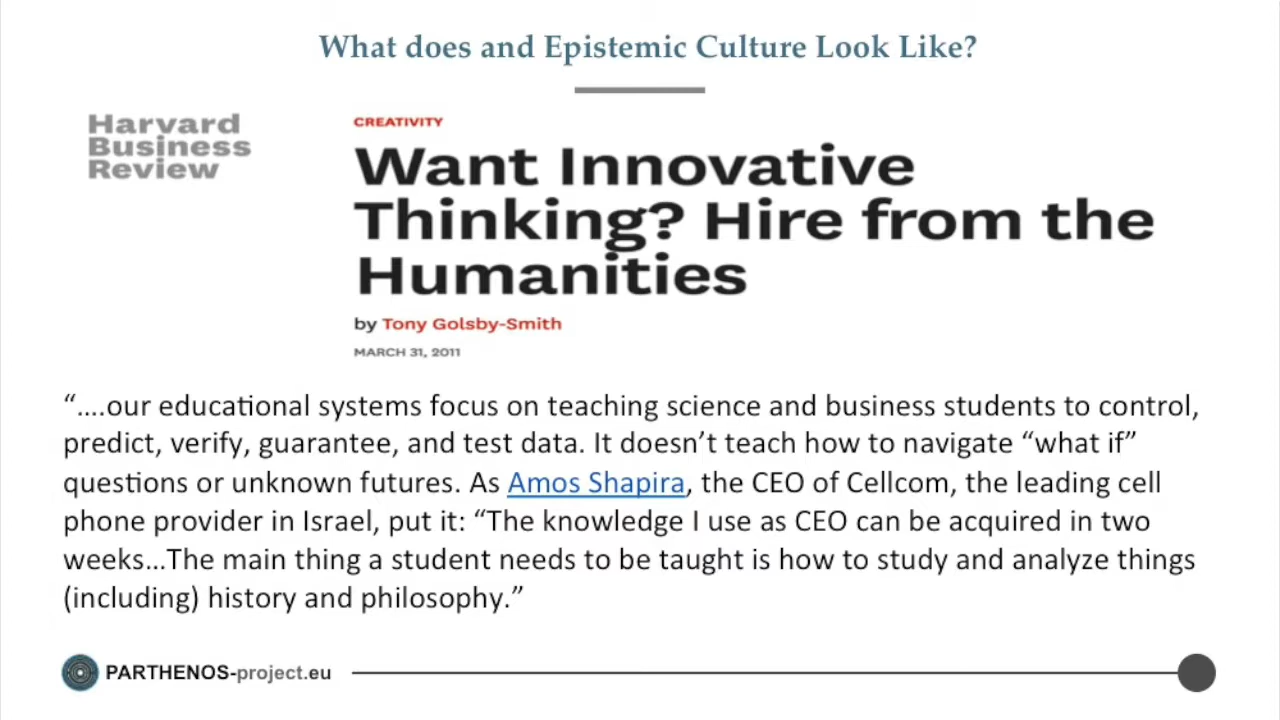 What does and Epistemic Culture Look Like?
Harvard
Business
Review
CREATIVITY
Want Innovative
Thinking? Hire from the
Humanities
by Tony Golsby-Smith
MARCH 31, 2011
“....our educational systems focus on teaching science and business students to control,
predict, verify, guarantee, and test data. It doesn’t teach how to navigate “what if”
questions or unknown futures. As Amos Shapira, the CEO of Cellcom, the leading cell
phone provider in Israel, put it: “The knowledge I use as CEO can be acquired in two
weeks...The main thing a student needs to be taught is how to study and analyze things
(including) history and philosophy.”
PARTHENOS-project.eu